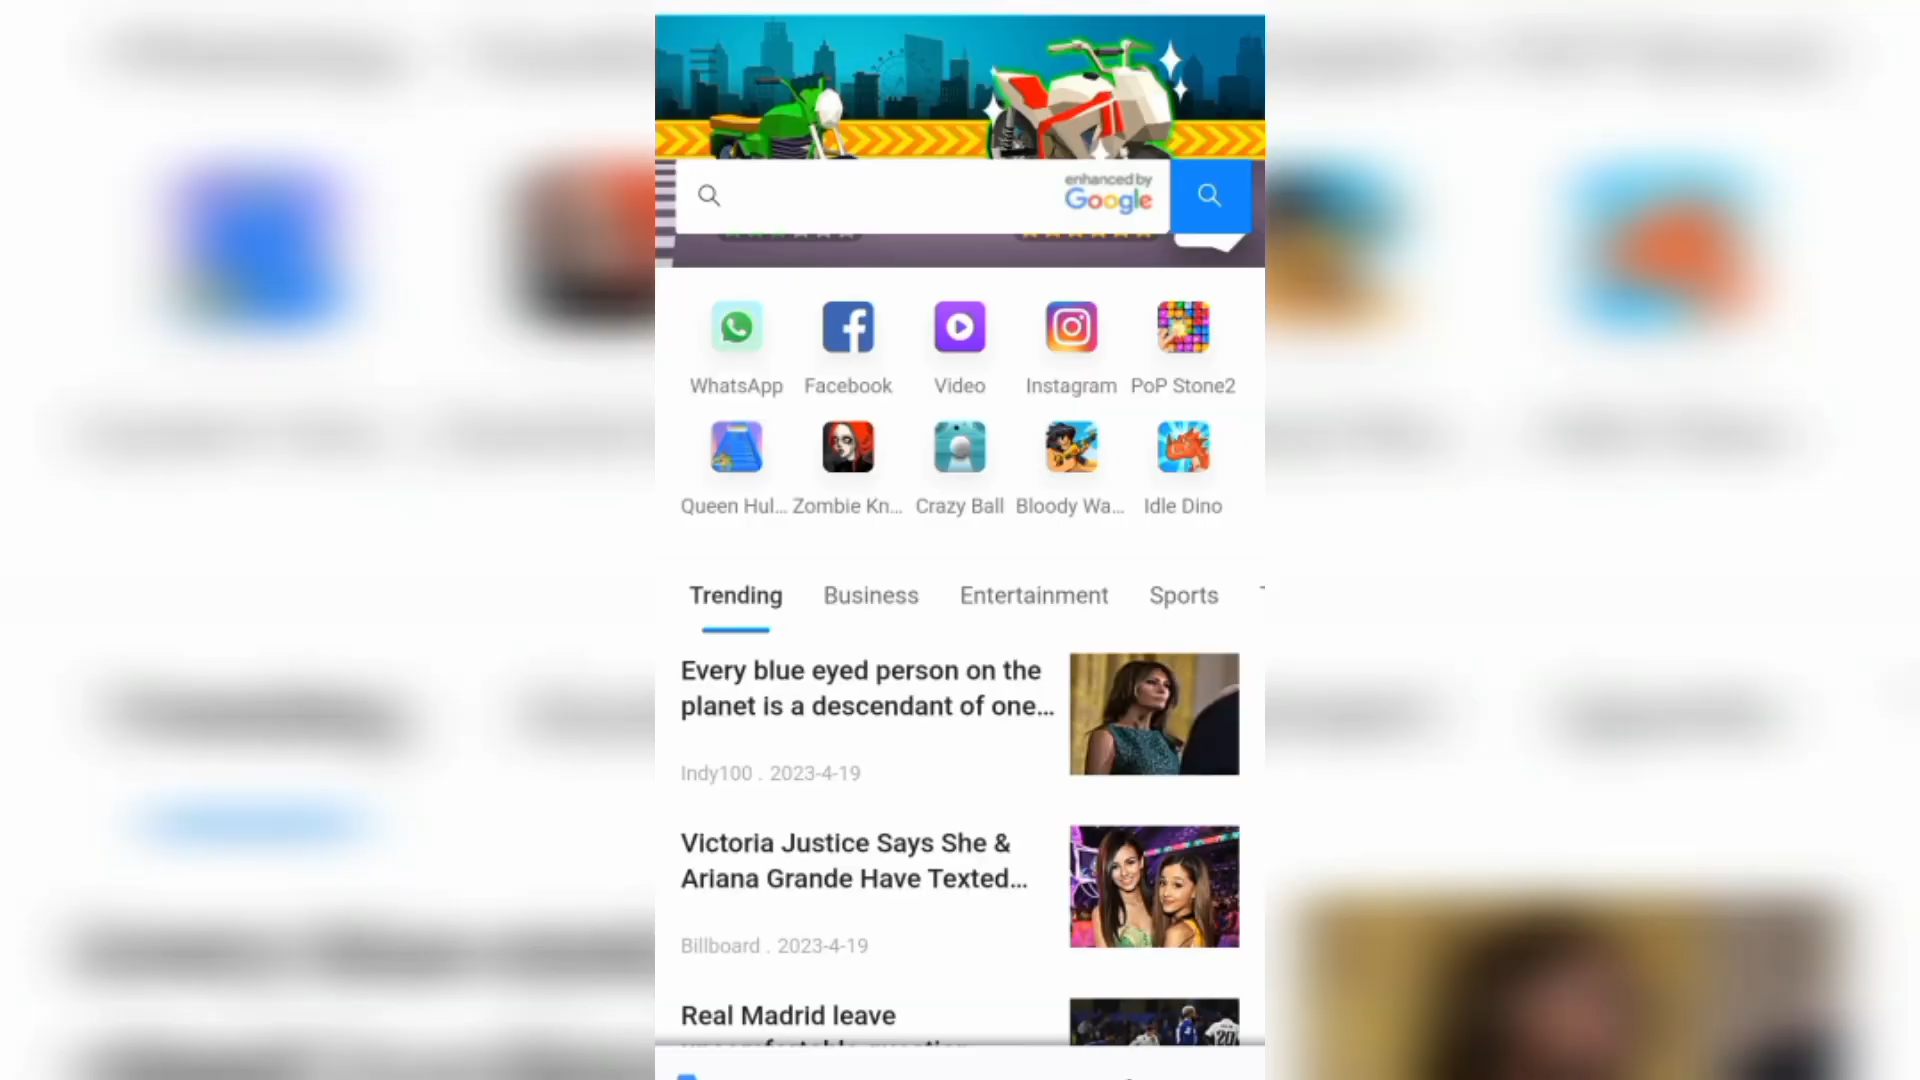 enhanced by
Google
WhatsApp Facebook Video Instagram PoP Stone2
Queen Hul... Zombie Kn... Crazy Ball Bloody Wa... Idle Dino
Trending Business Entertainment Sports
Every blue eyed person on the
planet is a descendant of one...
Indy100 . 2023-4-19
Victoria Justice Says She &
Ariana Grande Have Texted...
Billboard . 2023-4-19
Real Madrid leave
20